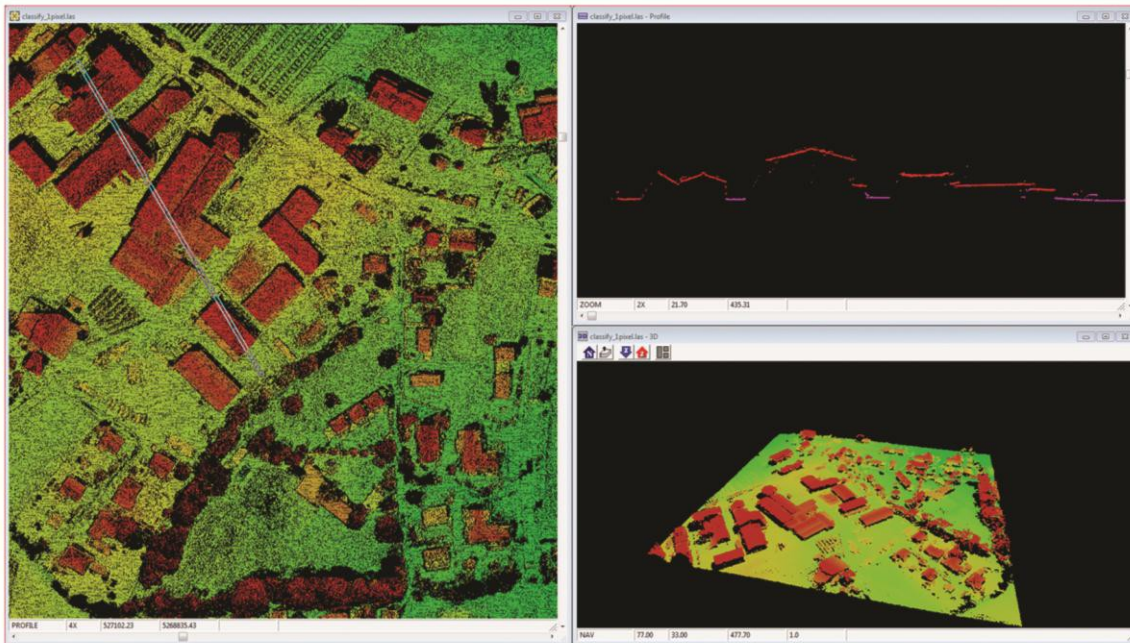 classify_1pixel.las
PROFILE 4X 527102.23 5268835.43
classify_1pixel.las - Profile
ZOOM 2X 21.70 435.31
3D classify_1pixel.las - 3D
N
NAV 77.00 33.00 477.70 1.0